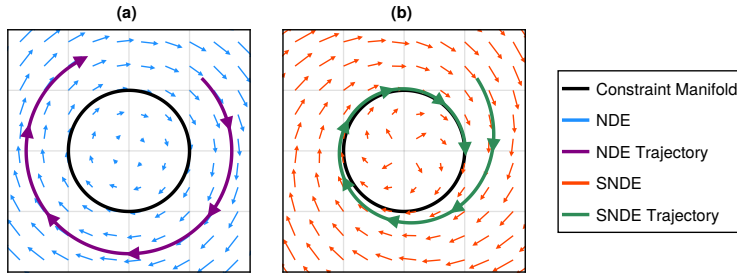 (a)
(b)
Constraint Manifold
NDE
NDE Trajectory
SNDE
SNDE Trajectory